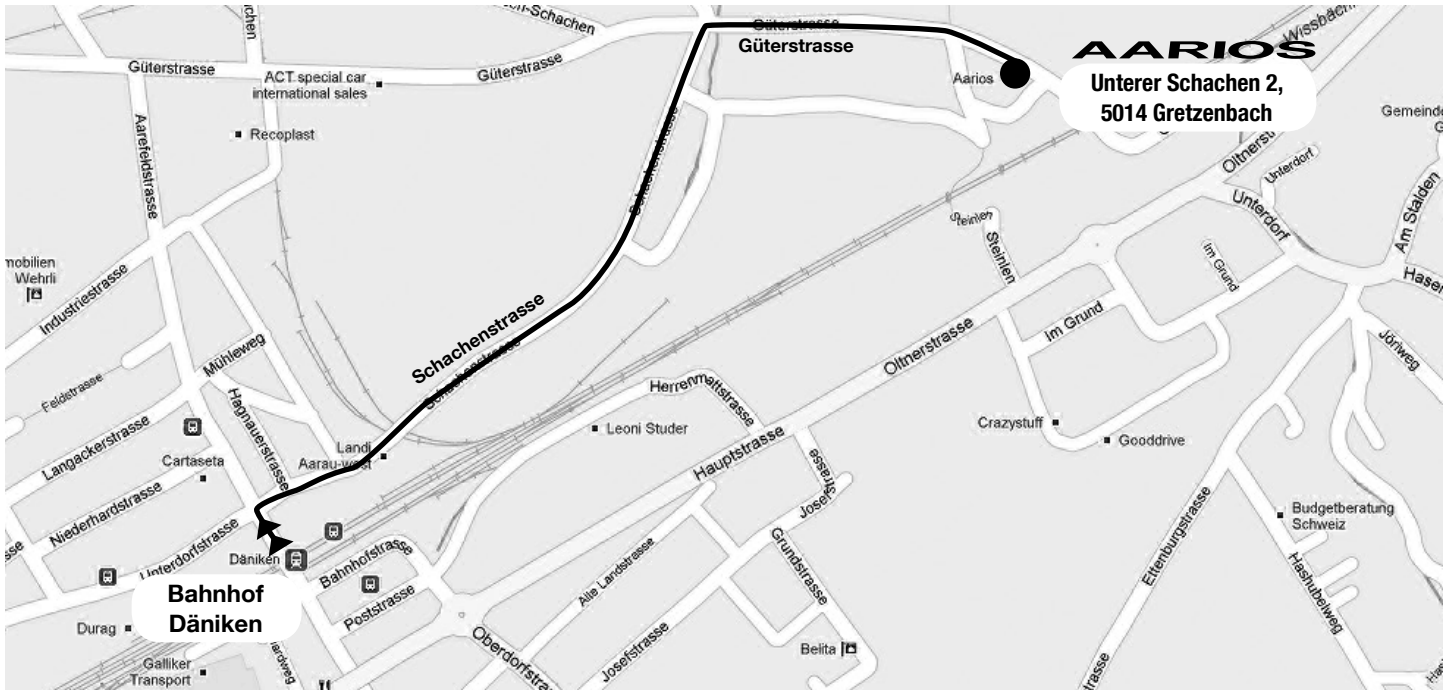 Güterstrasse
ACT special car
international sales
Recoplast
Aarefeldstrasse
Güterstrasse
Güterstrasse
Güterstrasse
AARIOS
Unterer Schachen 2,
5014 Gretzenbach
Aarios
Oltnerstrasse
Unterdorf
Unterdorf
Am Stalden
Steinlen
Steinlen
Im Grund
Im Grund
Jöriweg
Wehrli
Industriestrasse
Mühleweg
Feldstrasse
Hagnauerstrasse
Langackerstrasse
Schachenstrasse
Schachenstrasse
Schachenstrasse
Landi
Aarau-west
Cartaseta
Niederhardstrasse
Unterdorfstrasse
Herrenmattstrasse
Leoni Studer
Hauptstrasse
Oltnerstrasse
Crazystuff
Gooddrive
Budgetberatung
Schweiz
Ettenburgstrasse
Hashubelweg
Däniken
Bahnhof
Däniken
Bahnhofstrasse
Poststrasse
Alte Landstrasse
Grundstrasse
Josefstrasse
Oberdorfstrasse
Belita
Durag
Galliker
Transport